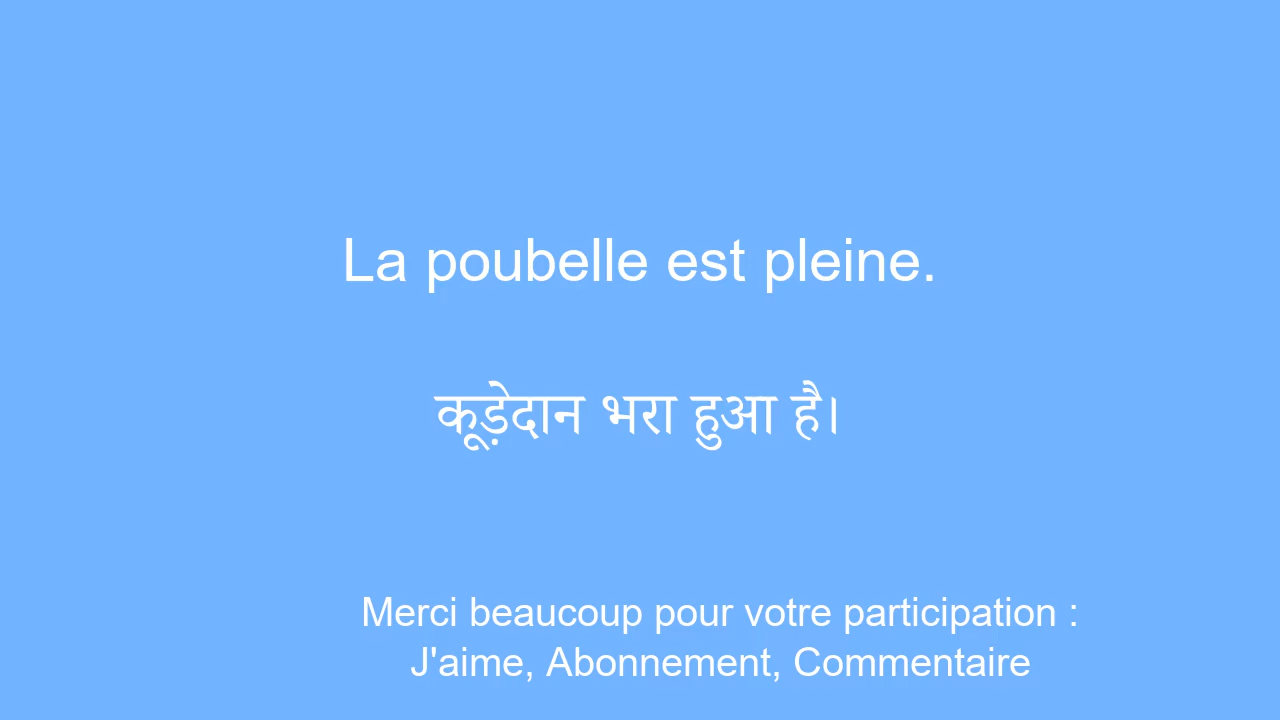 La poubelle est pleine.
कूड़ेदान भरा हुआ है।
Merci beaucoup pour votre participation :
J'aime, Abonnement, Commentaire